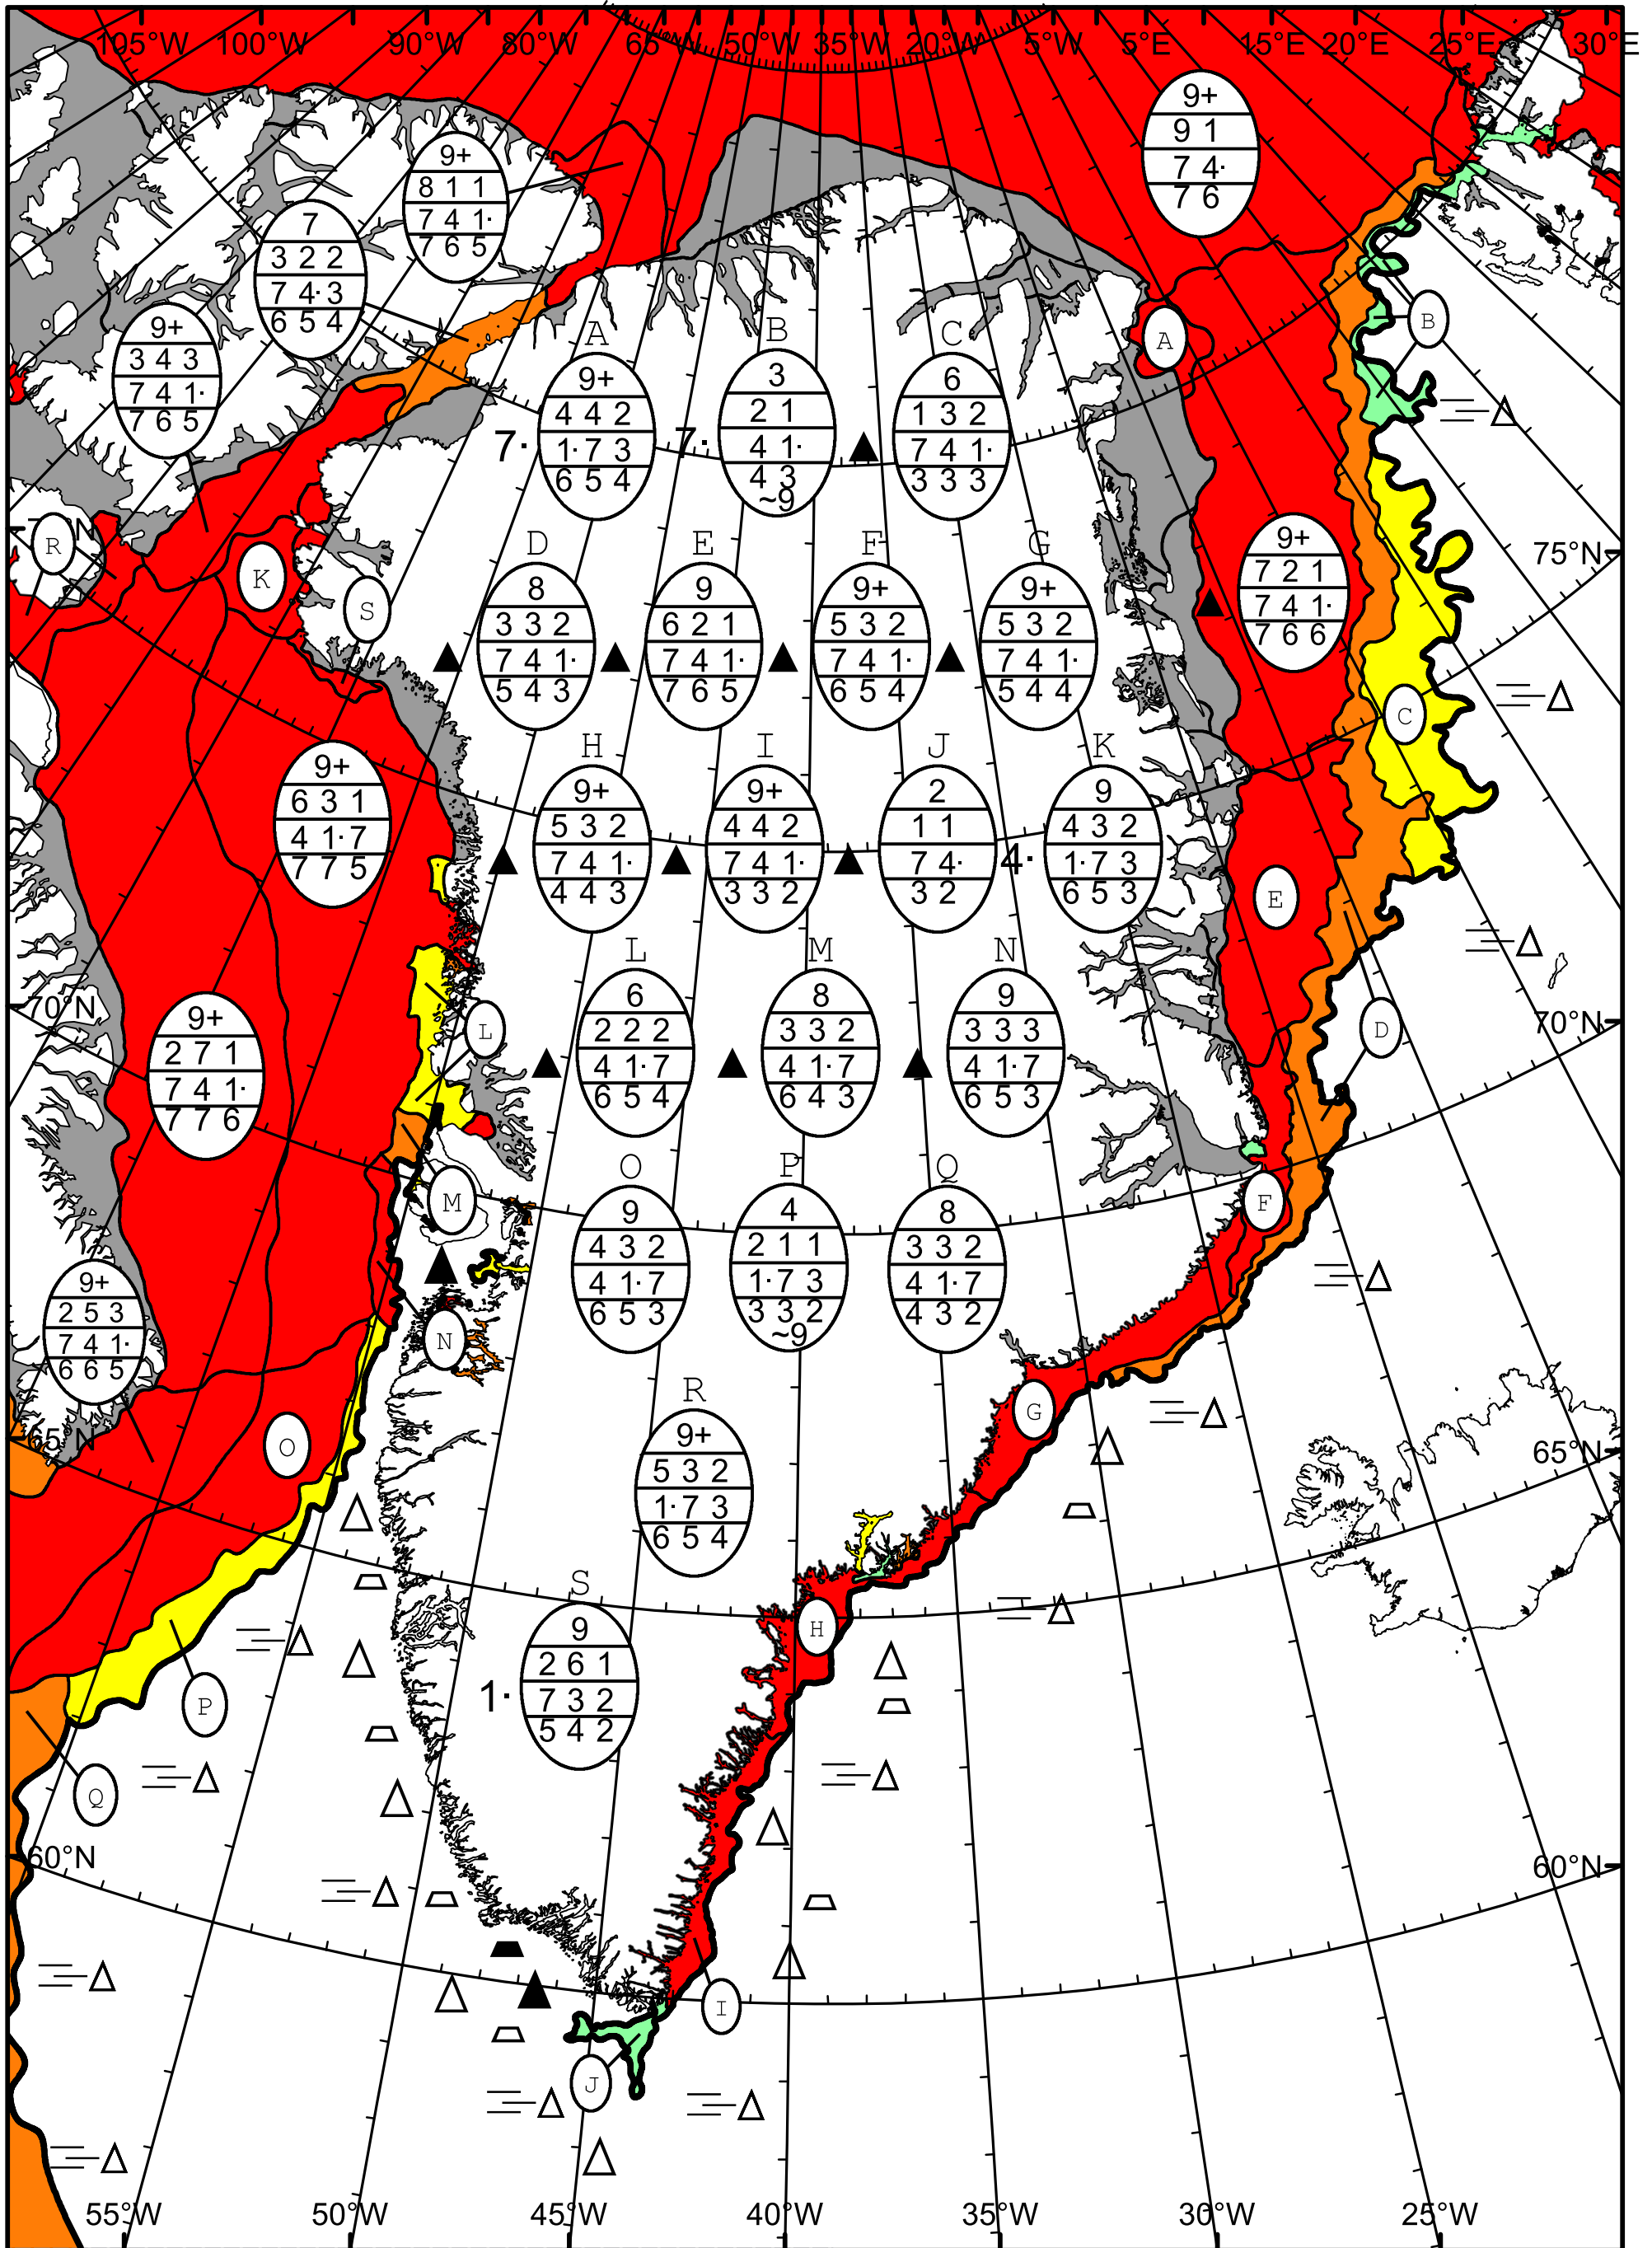 105°W 100°W 90°W 80°W 65°W 50°W 35°W 20°W 5°W 5°E 15°E 20°E 25°E 30°E
9+
9 1
7 4·
7 6
9+
8 1 1
7 4 1·
7 6 5
7
3 2 2
7 4·3
6 5 4
9+
3 4 3
7 4 1·
7 6 5
A
B
A
9+
4 4 2
7· 1·7 3
6 5 4
B
3
2 1
7· 4 1·
4 3
~9
C
6
1 3 2
7 4 1·
3 3 3
R
K
S
75°N
D
8
3 3 2
7 4 1·
5 4 3
E
9
6 2 1
7 4 1·
7 6 5
F
9+
5 3 2
7 4 1·
6 5 4
G
9+
5 3 2
7 4 1·
5 4 4
9+
7 2 1
7 4 1·
7 6 6
C
9+
6 3 1
4 1·7
7 7 5
H
9+
5 3 2
7 4 1·
4 4 3
I
9+
4 4 2
7 4 1·
3 3 2
J
2
1 1
7 4·
3 2
K
9
4 3 2
4· 1·7 3
6 5 3
E
70°N
70°N
9+
2 7 1
7 4 1·
7 7 6
L
D
L
6
2 2 2
4 1·7
6 5 4
M
8
3 3 2
4 1·7
6 4 3
N
9
3 3 3
4 1·7
6 5 3
M
F
O
9
4 3 2
4 1·7
6 5 3
P
4
2 1 1
1·7 3
3 3 2
~9
Q
8
3 3 2
4 1·7
4 3 2
9+
2 5 3
7 4 1·
6 6 5
N
G
O
65°N
65°N
R
9+
5 3 2
1·7 3
6 5 4
S
9
2 6 1
1· 7 3 2
5 4 2
H
P
Q
60°N
60°N
I
J
55°W 50°W 45°W 40°W 35°W 30°W 25°W